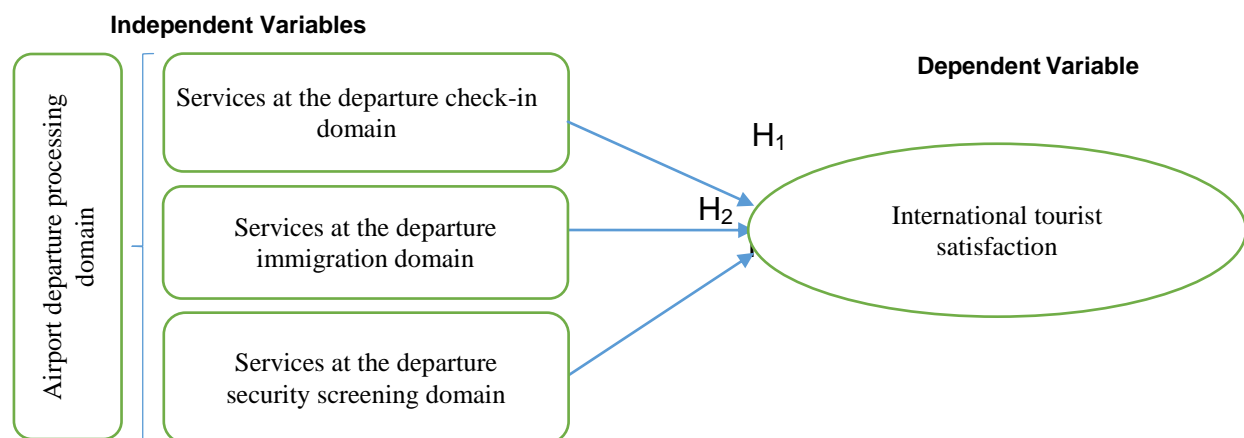 Independent Variables
Dependent Variable
Airport departure processing
domain
Services at the departure check-in
domain
Services at the departure
immigration domain
Services at the departure
security screening domain
H₁
H₂
International tourist
satisfaction